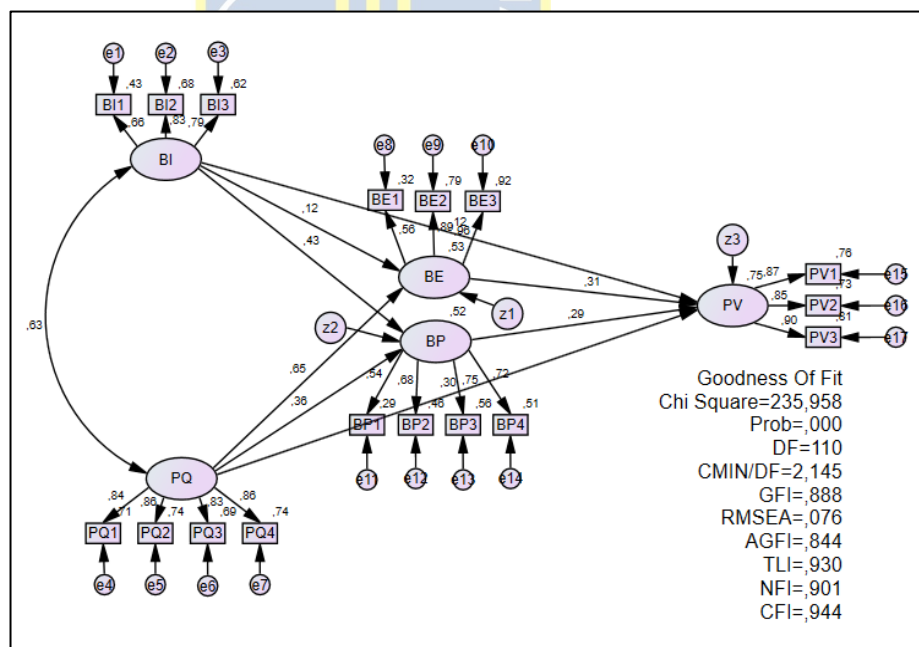 e1 e2 e3
,43 ,68 ,62
BI1 BI2 BI3
,66 ,83 ,79
BI
e8 e9 e10
,32 ,79 ,92
BE1 BE2 BE3
,12 ,56 ,89 ,12 ,96
,43 ,53
z3
BE
,76
,75 ,87 PV1 e15
,31 ,73
,63 PV ,85 PV2 e16
z1 ,81
,52 ,29 ,90 PV3 e17
z2 BP
,65 ,54 ,68 ,30 ,75 ,72
,36 ,29 ,46 ,56 ,51
BP1 BP2 BP3 BP4
e11 e12 e13 e14
PQ
,84 ,86 ,83 ,86
,71 ,74 ,69 ,74
PQ1 PQ2 PQ3 PQ4
e4 e5 e6 e7
Goodness Of Fit
Chi Square=235,958
Prob=,000
DF=110
CMIN/DF=2,145
GFI=,888
RMSEA=,076
AGFI=,844
TLI=,930
NFI=,901
CFI=,944